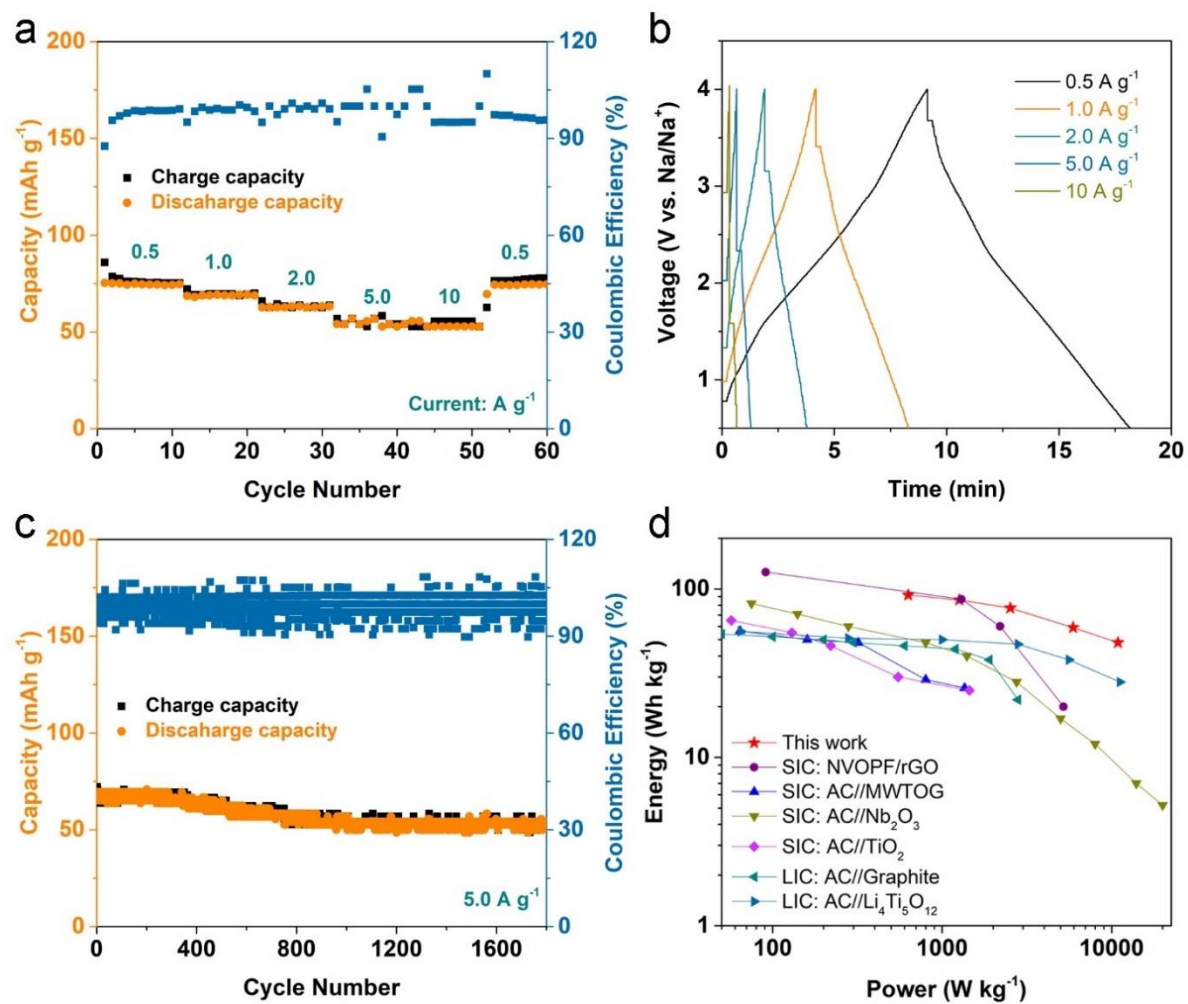 a
200
150
100
50
0
Capacity (mAh g⁻¹)
120
90
60
30
0
Coulombic Efficiency (%)
Charge capacity
Discaharge capacity
0.5
1.0
2.0
5.0
10
0.5
Current: A g⁻¹
0 10 20 30 40 50 60
Cycle Number
b
4
3
2
1
Voltage (V vs. Na/Na⁺)
0.5 A g⁻¹
1.0 A g⁻¹
2.0 A g⁻¹
5.0 A g⁻¹
10 A g⁻¹
0 5 10 15 20
Time (min)
c
200
150
100
50
0
Capacity (mAh g⁻¹)
120
90
60
30
0
Coulombic Efficiency (%)
Charge capacity
Discaharge capacity
5.0 A g⁻¹
0 400 800 1200 1600
Cycle Number
d
100
10
1
Energy (Wh kg⁻¹)
This work
SIC: NVOPF/rGO
SIC: AC//MWTOG
SIC: AC//Nb₂O₃
SIC: AC//TiO₂
LIC: AC//Graphite
LIC: AC//Li₄Ti₅O₁₂
100 1000 10000
Power (W kg⁻¹)